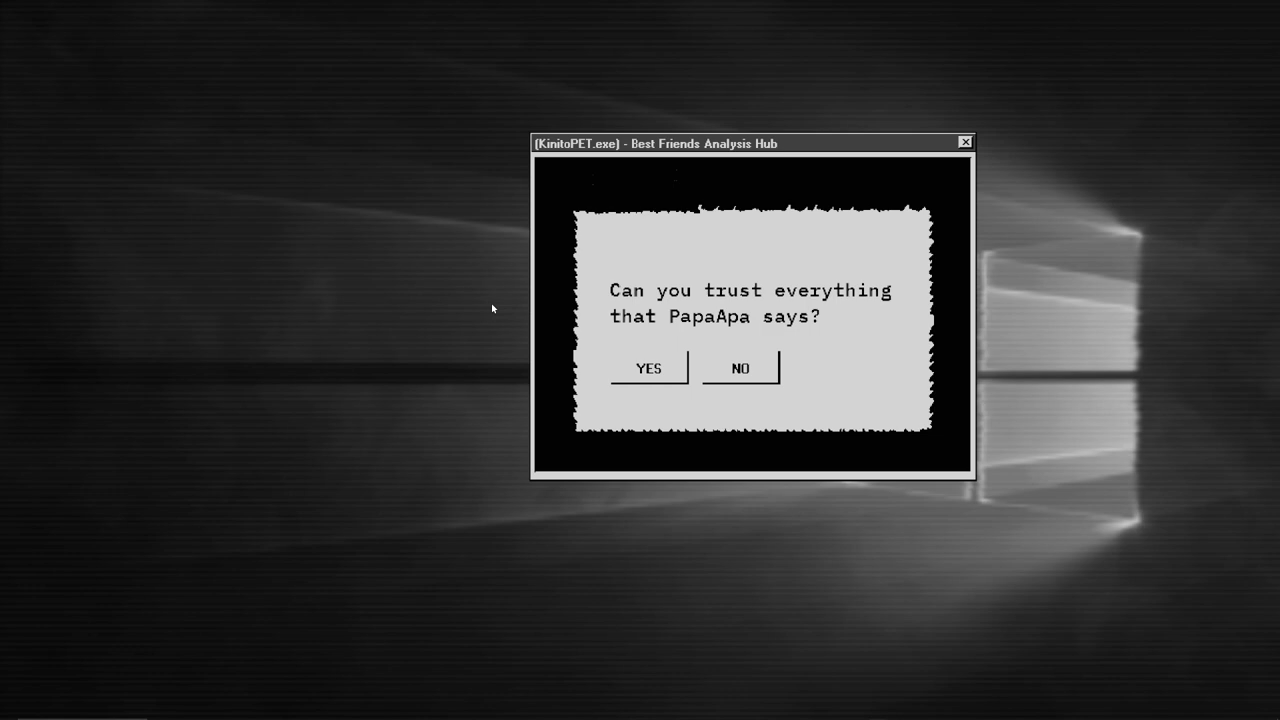 (KinitoPET.exe) - Best Friends Analysis Hub
Can you trust everything
that PapaApa says?
YES NO